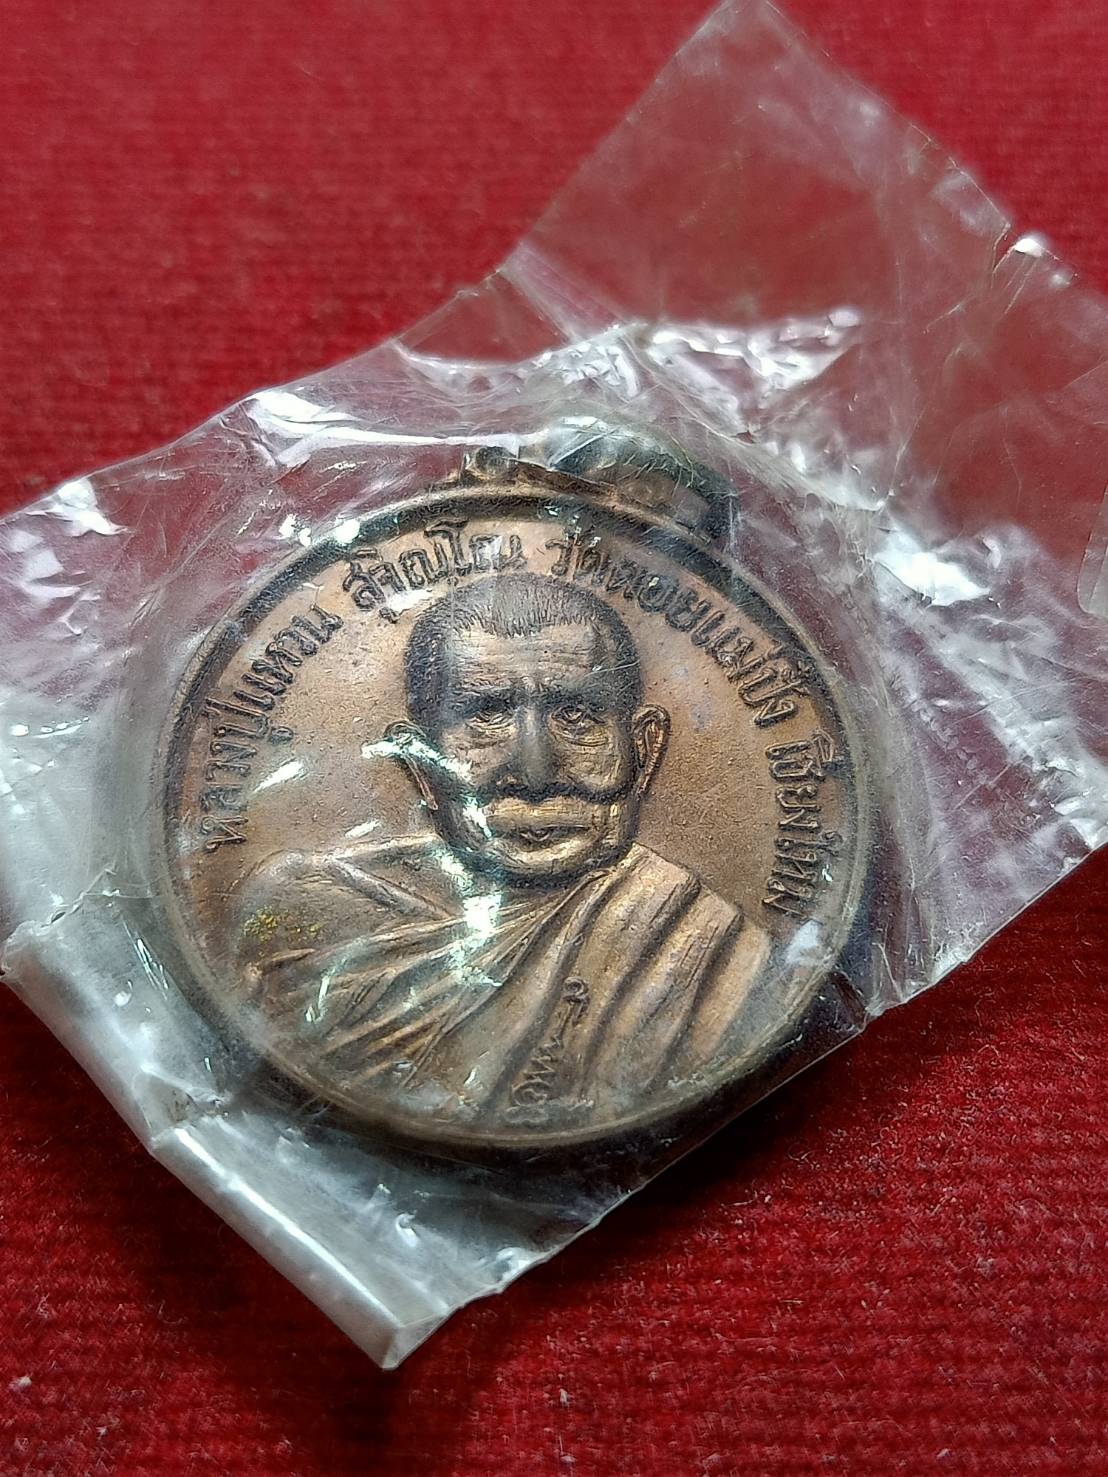 หลวงปู่แหวน สุจิณฺโณ วัดดอยแม่ปั๋ง เชียงใหม่